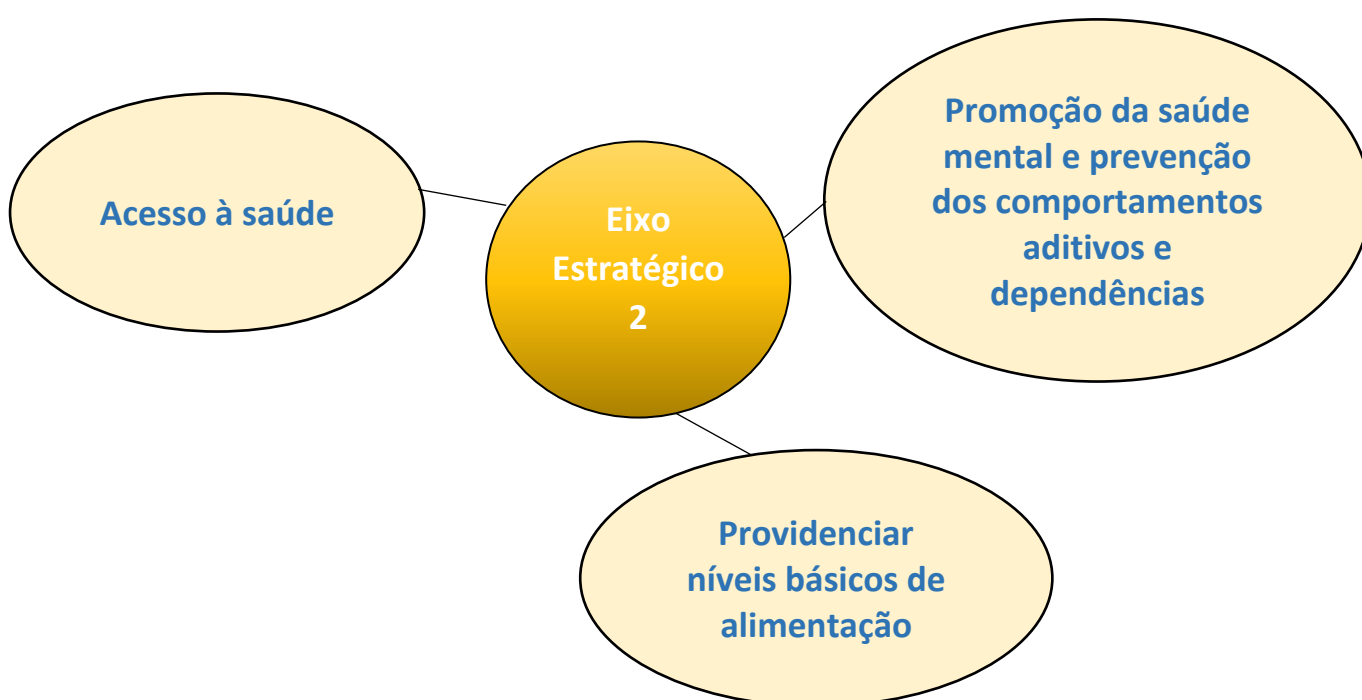 Acesso à saúde
Eixo
Estratégico
2
Promoção da saúde
mental e prevenção
dos comportamentos
aditivos e
dependências
Providenciar
níveis básicos de
alimentação